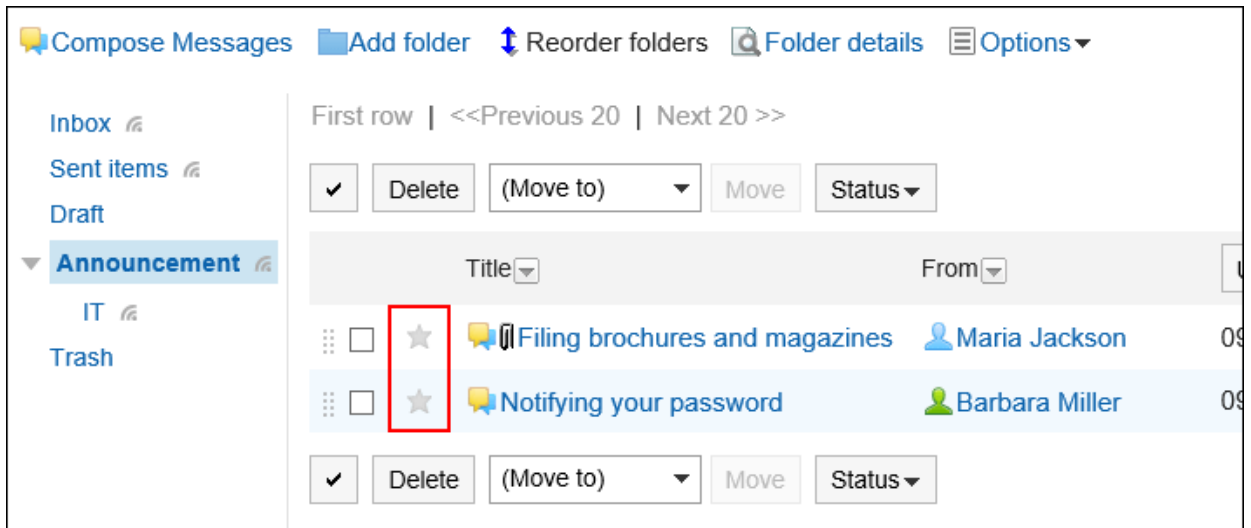 Compose Messages Add folder Reorder folders Folder details Options
First row | <<Previous 20 | Next 20 >>
Inbox
Sent items
Draft
Announcement
IT
Trash
Delete (Move to) Move Status
Title From
Filing brochures and magazines Maria Jackson 09
Notifying your password Barbara Miller 09
Delete (Move to) Move Status